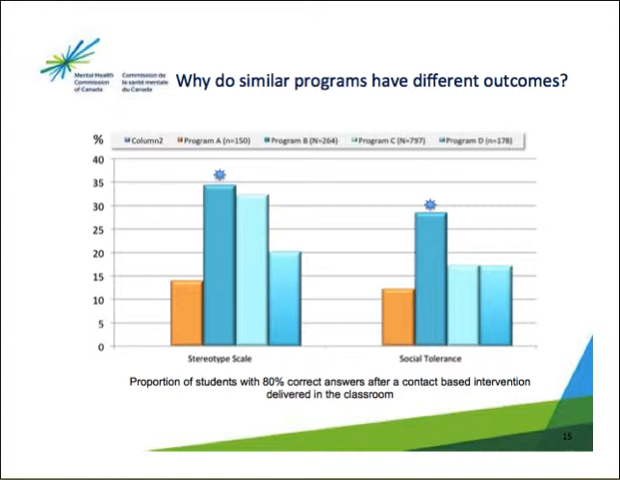 Mental Health
Commission
of Canada
Commission de
la santé mentale
du Canada
Why do similar programs have different outcomes?
%
Column2 Program A (n=150) Program B (N=264) Program C (N=797) Program D (n=178)
40
35
30
25
20
15
10
5
0
Stereotype Scale Social Tolerance
Proportion of students with 80% correct answers after a contact based intervention
delivered in the classroom
15